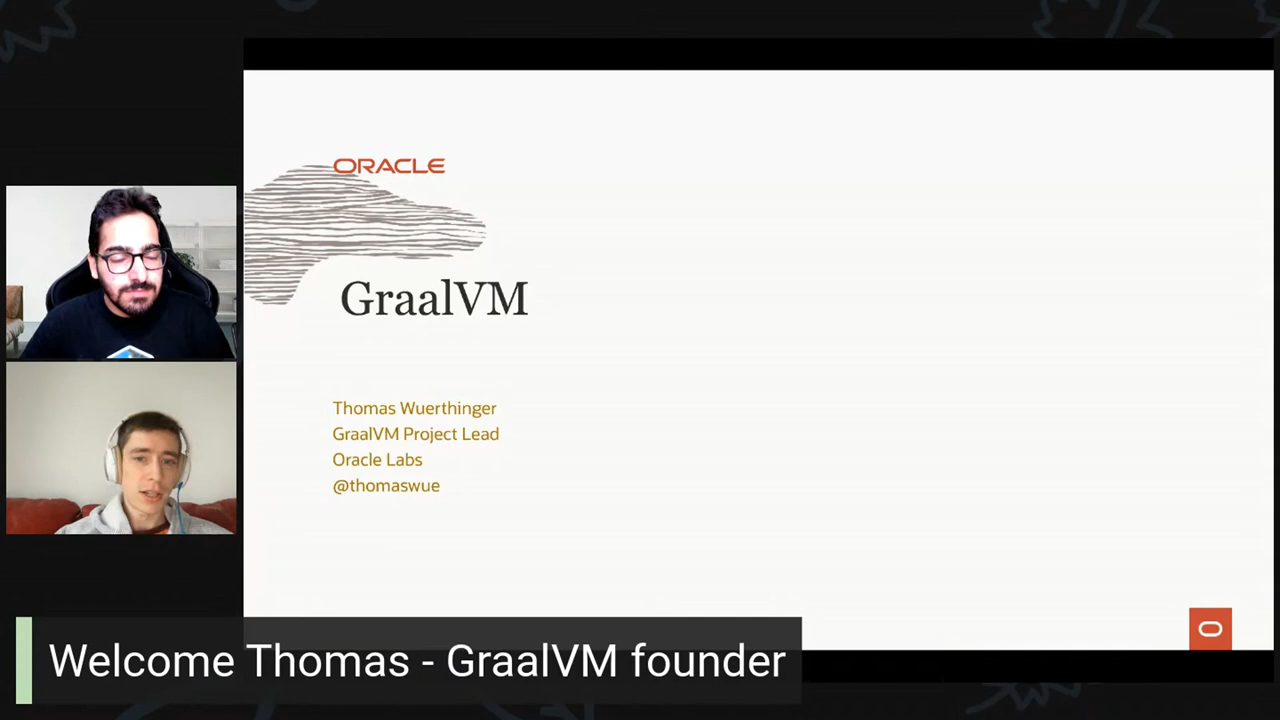 ORACLE
GraalVM
Thomas Wuerthinger
GraalVM Project Lead
Oracle Labs
@thomaswue
Welcome Thomas - GraalVM founder